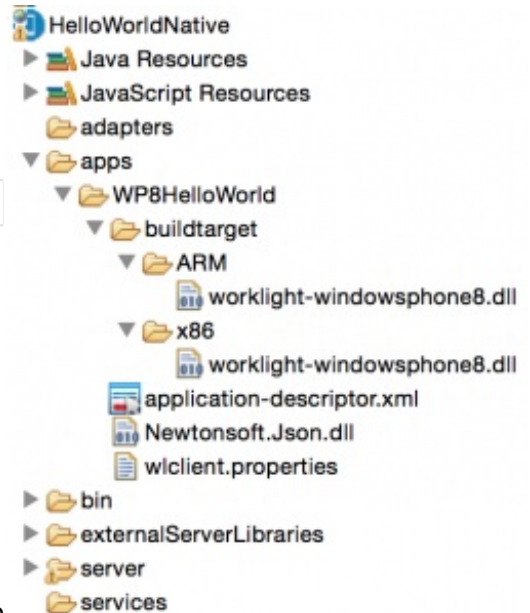 HelloWorldNative
Java Resources
JavaScript Resources
adapters
apps
WP8HelloWorld
buildtarget
ARM
worklight-windowsphone8.dll
x86
worklight-windowsphone8.dll
application-descriptor.xml
Newtonsoft.Json.dll
wlclient.properties
bin
externalServerLibraries
server
services